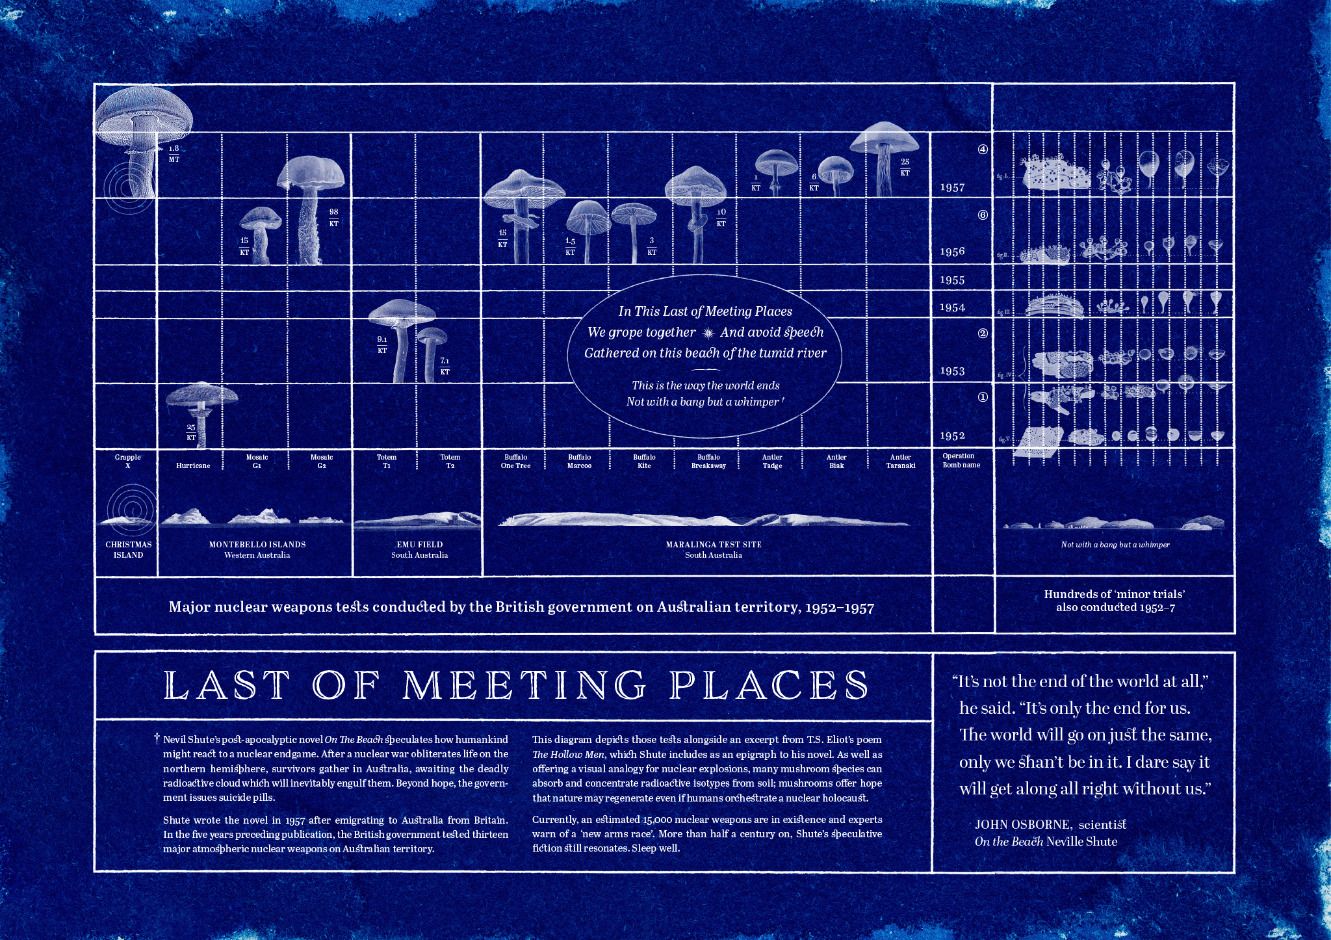 ④
1.8
MT
1
KT
6
KT
25
KT
1957
fig. I.
⑥
15
KT
98
KT
15
KT
1.5
KT
3
KT
10
KT
1956
fig. II.
1955
1954
fig. III.
In This Last of Meeting Places
We grope together And avoid speech
Gathered on this beach of the tumid river
This is the way the world ends
Not with a bang but a whimper †
②
9.1
KT
7.1
KT
1953
fig. IV.
①
25
KT
1952
fig. V.
Grapple
X
Hurricane
Mosaic
G1
Mosaic
G2
Totem
T1
Totem
T2
Buffalo
One Tree
Buffalo
Marcoo
Buffalo
Kite
Buffalo
Breakaway
Antler
Tadge
Antler
Biak
Antler
Taranaki
Operation
Bomb name
CHRISTMAS
ISLAND
MONTEBELLO ISLANDS
Western Australia
EMU FIELD
South Australia
MARALINGA TEST SITE
South Australia
Not with a bang but a whimper
Major nuclear weapons tests conducted by the British government on Australian territory, 1952–1957
Hundreds of ‘minor trials’
also conducted 1952–7
LAST OF MEETING PLACES
† Nevil Shute's post-apocalyptic novel On The Beach speculates how humankind
might react to a nuclear endgame. After a nuclear war obliterates life on the
northern hemisphere, survivors gather in Australia, awaiting the deadly
radioactive cloud which will inevitably engulf them. Beyond hope, the govern-
ment issues suicide pills.
Shute wrote the novel in 1957 after emigrating to Australia from Britain.
In the five years preceding publication, the British government tested thirteen
major atmospheric nuclear weapons on Australian territory.
This diagram depicts those tests alongside an excerpt from T.S. Eliot's poem
The Hollow Men, which Shute includes as an epigraph to his novel. As well as
offering a visual analogy for nuclear explosions, many mushroom species can
absorb and concentrate radioactive isotypes from soil; mushrooms offer hope
that nature may regenerate even if humans orchestrate a nuclear holocaust.
Currently, an estimated 15,000 nuclear weapons are in existence and experts
warn of a ‘new arms race’. More than half a century on, Shute's speculative
fiction still resonates. Sleep well.
“It's not the end of the world at all,”
he said. “It's only the end for us.
The world will go on just the same,
only we shan't be in it. I dare say it
will get along all right without us.”
JOHN OSBORNE, scientist
On the Beach Neville Shute